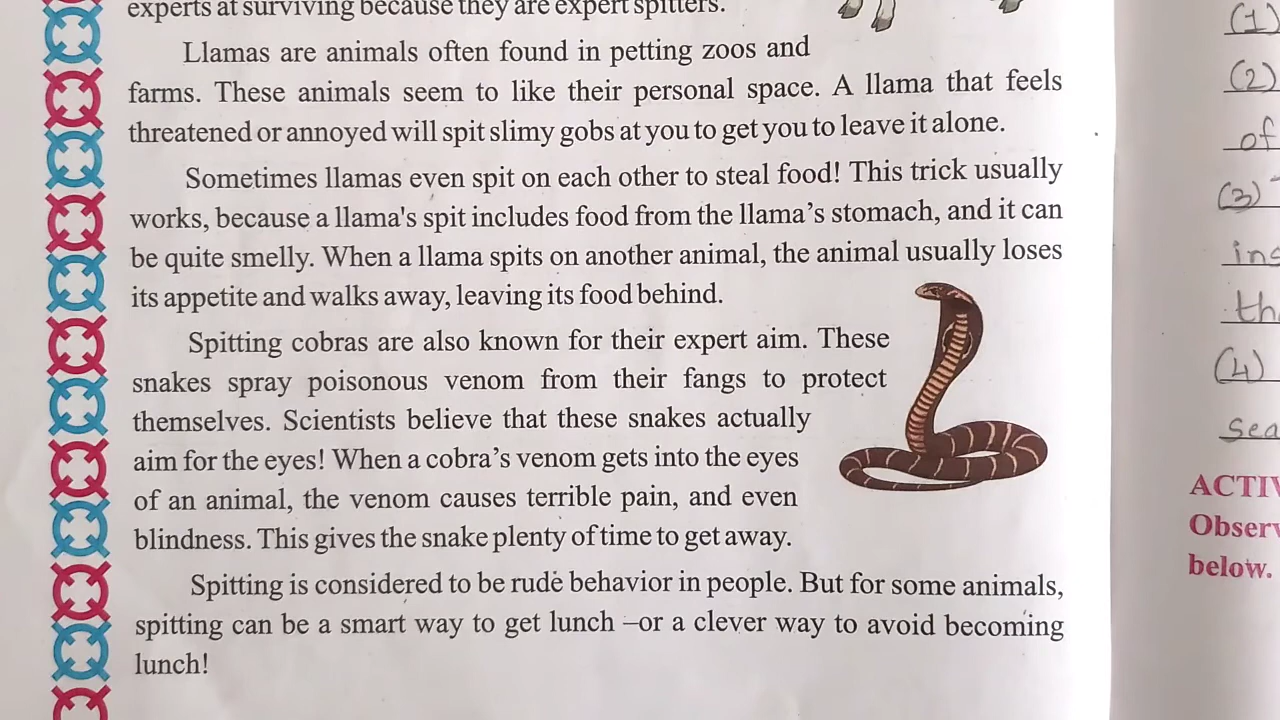 experts at surviving because they are expert spitters.
Llamas are animals often found in petting zoos and
farms. These animals seem to like their personal space. A llama that feels
threatened or annoyed will spit slimy gobs at you to get you to leave it alone.
Sometimes llamas even spit on each other to steal food! This trick usually
works, because a llama's spit includes food from the llama’s stomach, and it can
be quite smelly. When a llama spits on another animal, the animal usually loses
its appetite and walks away, leaving its food behind.
Spitting cobras are also known for their expert aim. These
snakes spray poisonous venom from their fangs to protect
themselves. Scientists believe that these snakes actually
aim for the eyes! When a cobra’s venom gets into the eyes
of an animal, the venom causes terrible pain, and even
blindness. This gives the snake plenty of time to get away.
Spitting is considered to be rude behavior in people. But for some animals,
spitting can be a smart way to get lunch –or a clever way to avoid becoming
lunch!
(1)
(2)
of
(3)
(4)
below.